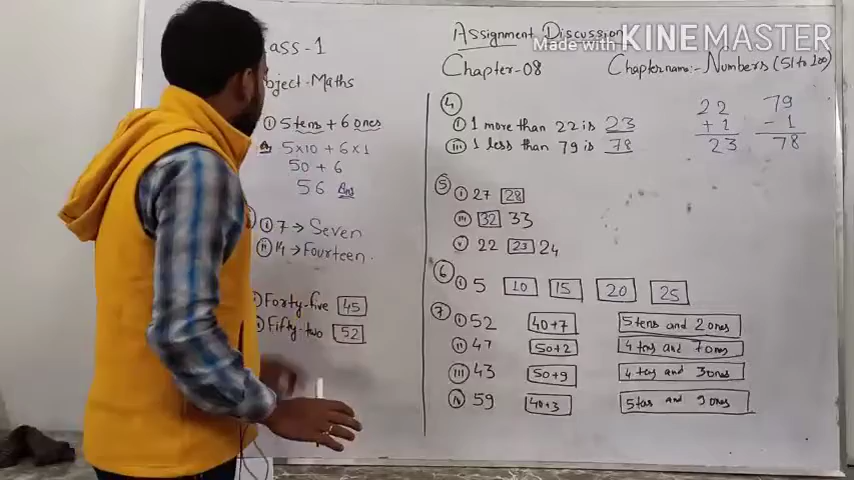 ass-1
bject-Maths
① 5 tens + 6 ones
5x10 + 6x1
50 + 6
56 Ans
① 7 → Seven
ⅱ 14 → Fourteen.
Forty-five 45
Fifty-two 52
Assignment Discussion
Made with KINEMASTER
Chapter-08 Chapter name:- Numbers (51 to 100)
④
ⅰ 1 more than 22 is 23
ⅲ 1 less than 79 is 78
22
+ 1
23
79
- 1
78
⑤ ⅰ 27 28
ⅲ 32 33
ⅴ 22 23 24
⑥ ⅰ 5 10 15 20 25
⑦ ⅰ 52 40+7 5 tens and 2 ones
ⅱ 47 50+2 4 tens and 7 ones
ⅲ 43 50+9 4 tens and 3 ones
ⅳ 59 40+3 5 tens and 9 ones